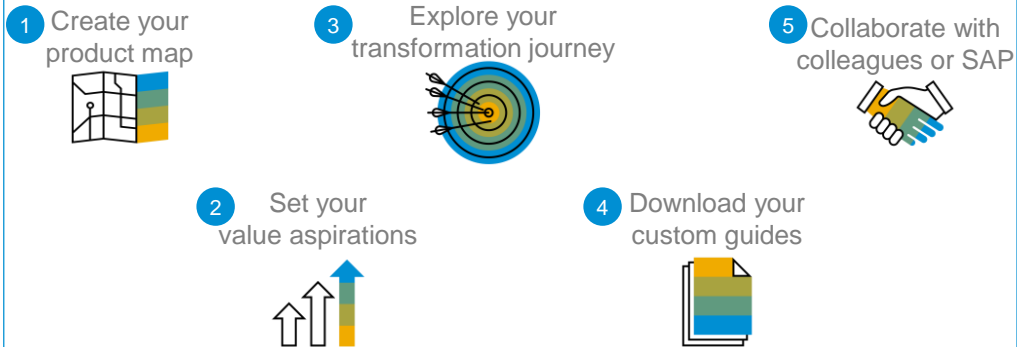 1 Create your
product map
2 Set your
value aspirations
3 Explore your
transformation journey
4 Download your
custom guides
5 Collaborate with
colleagues or SAP